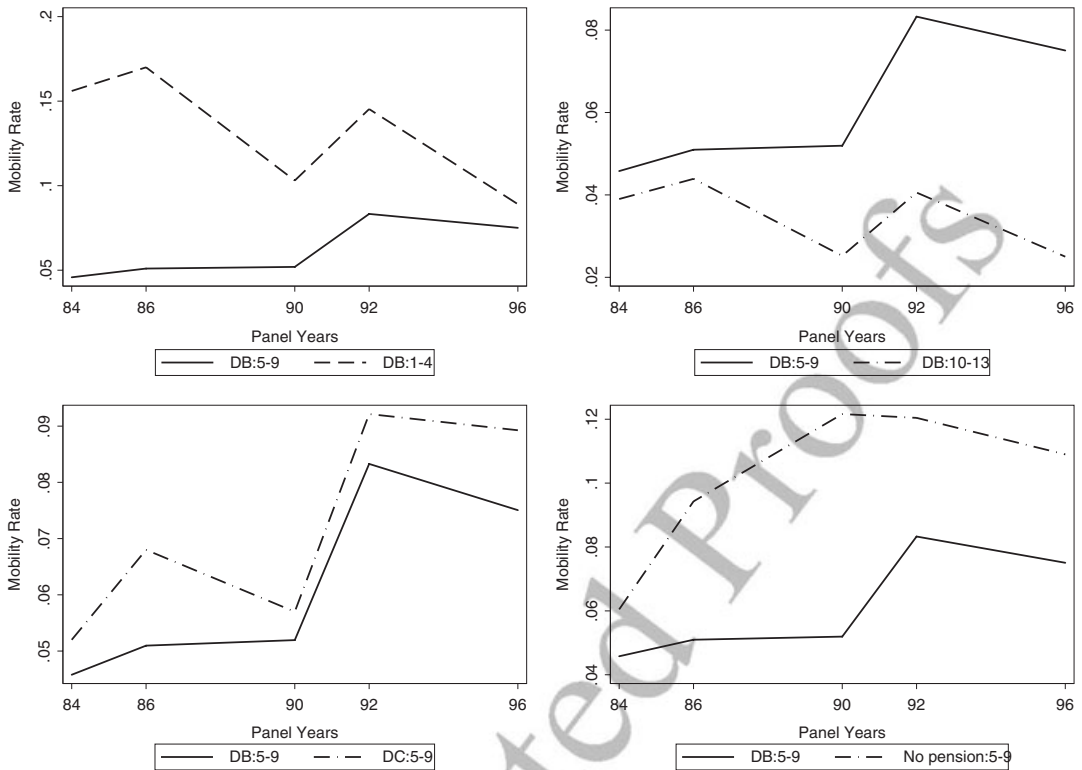 .2
.15
.1
.05
Mobility Rate
84 86 90 92 96
Panel Years
DB:5-9 DB:1-4
.08
.06
.04
.02
Mobility Rate
84 86 90 92 96
Panel Years
DB:5-9 DB:10-13
.09
.08
.07
.06
.05
Mobility Rate
84 86 90 92 96
Panel Years
DB:5-9 DC:5-9
.12
.1
.08
.06
.04
Mobility Rate
84 86 90 92 96
Panel Years
DB:5-9 No pension:5-9
ted Proofs